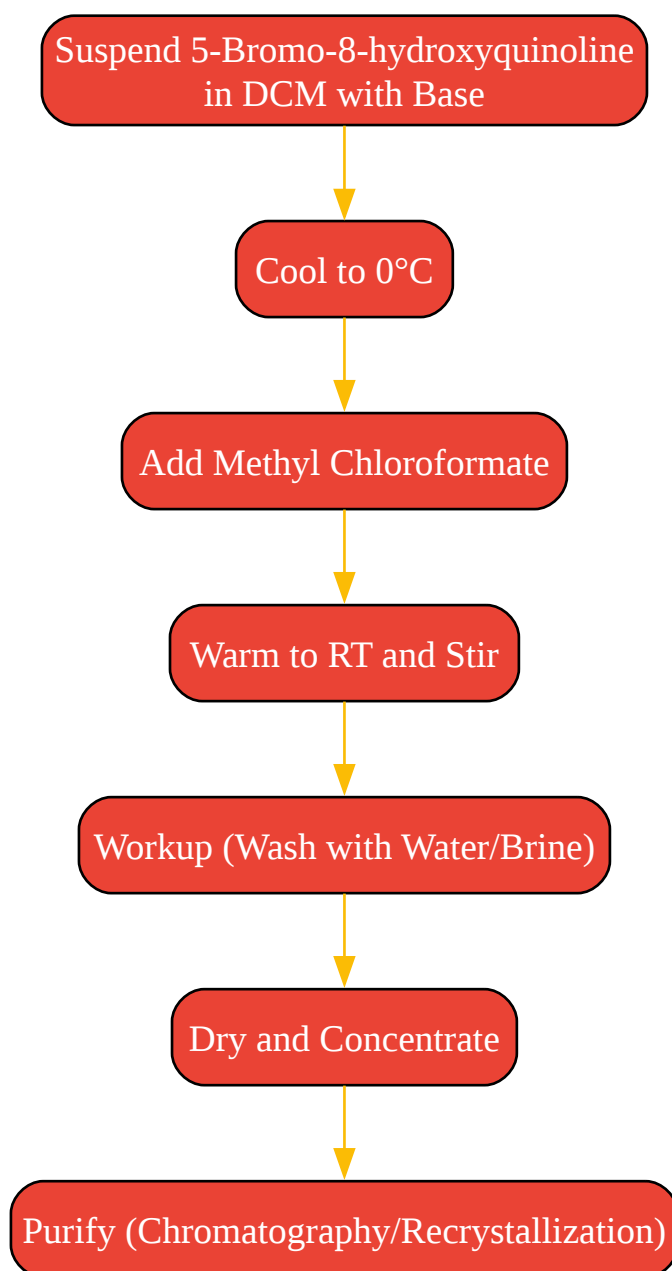 Suspend 5-Bromo-8-hydroxyquinoline
in DCM with Base
Cool to 0°C
Add Methyl Chloroformate
Warm to RT and Stir
Workup (Wash with Water/Brine)
Dry and Concentrate
Purify (Chromatography/Recrystallization)